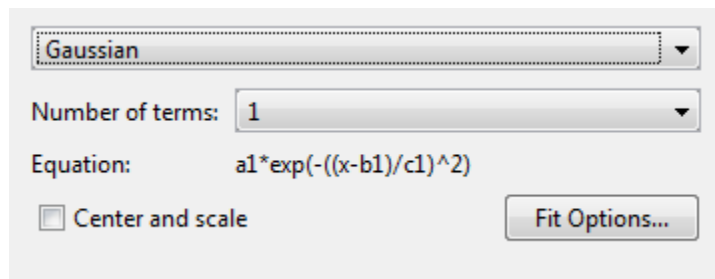 Gaussian
Number of terms: 1
Equation: a1*exp(-((x-b1)/c1)^2)
Center and scale Fit Options...